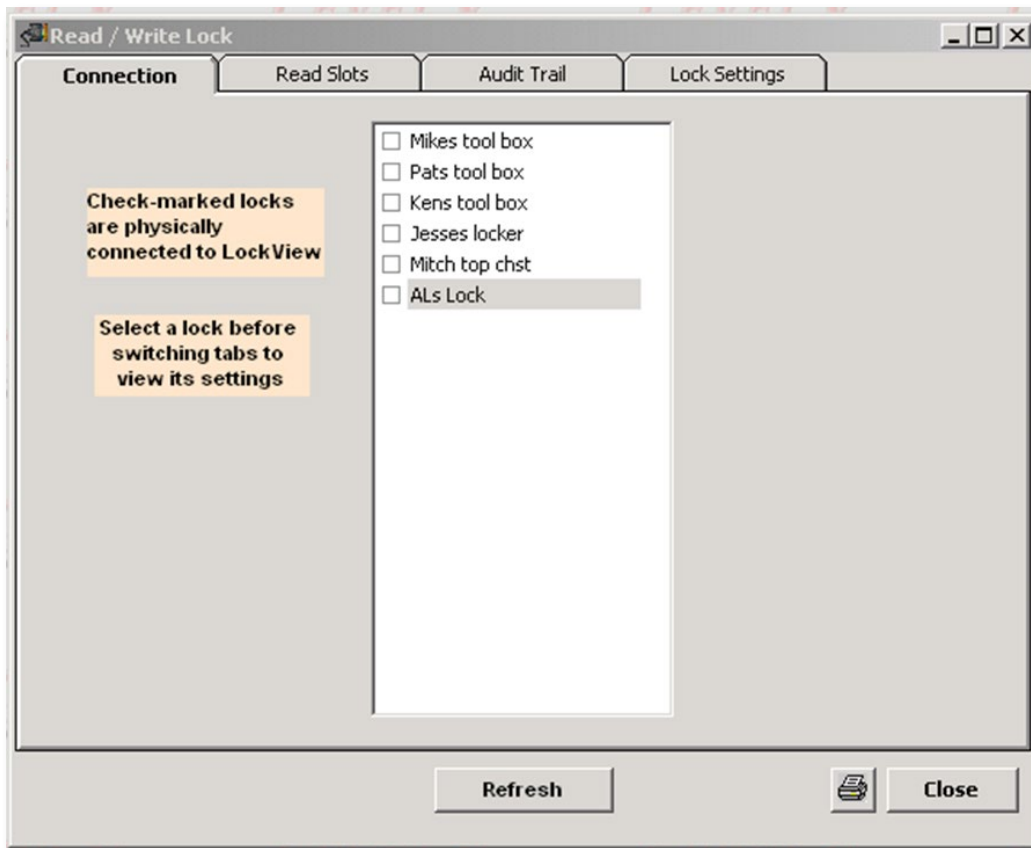 Read / Write Lock
Connection
Read Slots
Audit Trail
Lock Settings
Check-marked locks
are physically
connected to LockView
Select a lock before
switching tabs to
view its settings
Mikes tool box
Pats tool box
Kens tool box
Jesses locker
Mitch top chst
ALs Lock
Refresh
Close